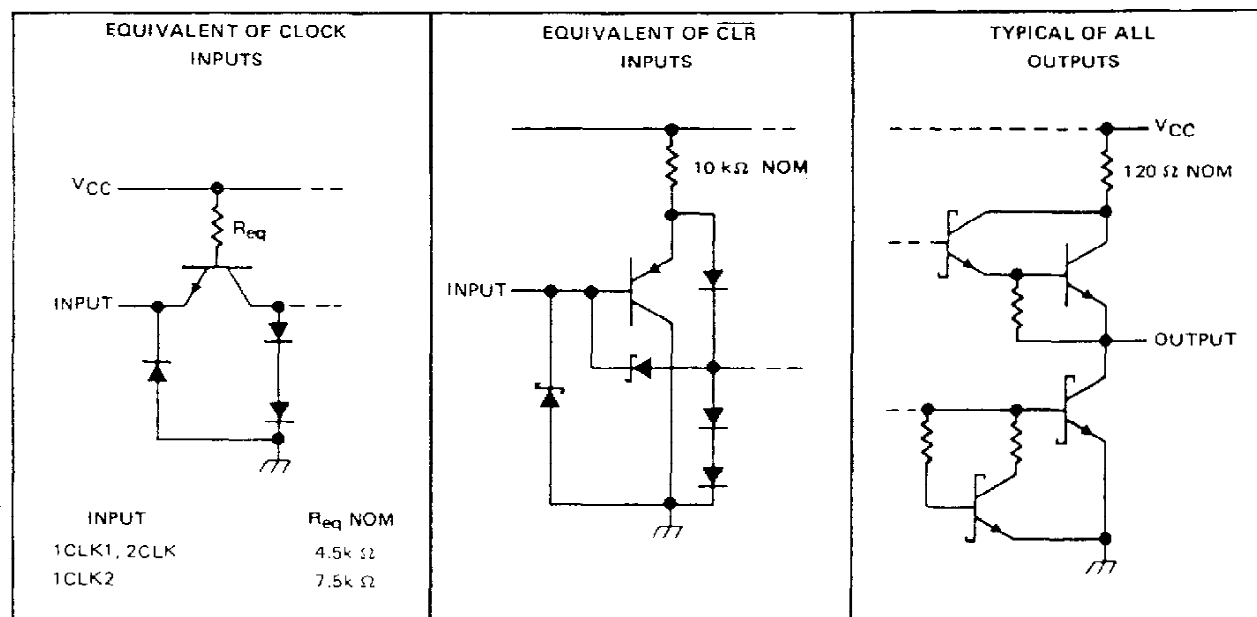 EQUIVALENT OF CLOCK
INPUTS
VCC
Req
INPUT
INPUT Req NOM
1CLK1, 2CLK 4.5k Ω
1CLK2 7.5k Ω
EQUIVALENT OF C̅L̅R̅
INPUTS
10 kΩ NOM
INPUT
TYPICAL OF ALL
OUTPUTS
VCC
120 Ω NOM
OUTPUT